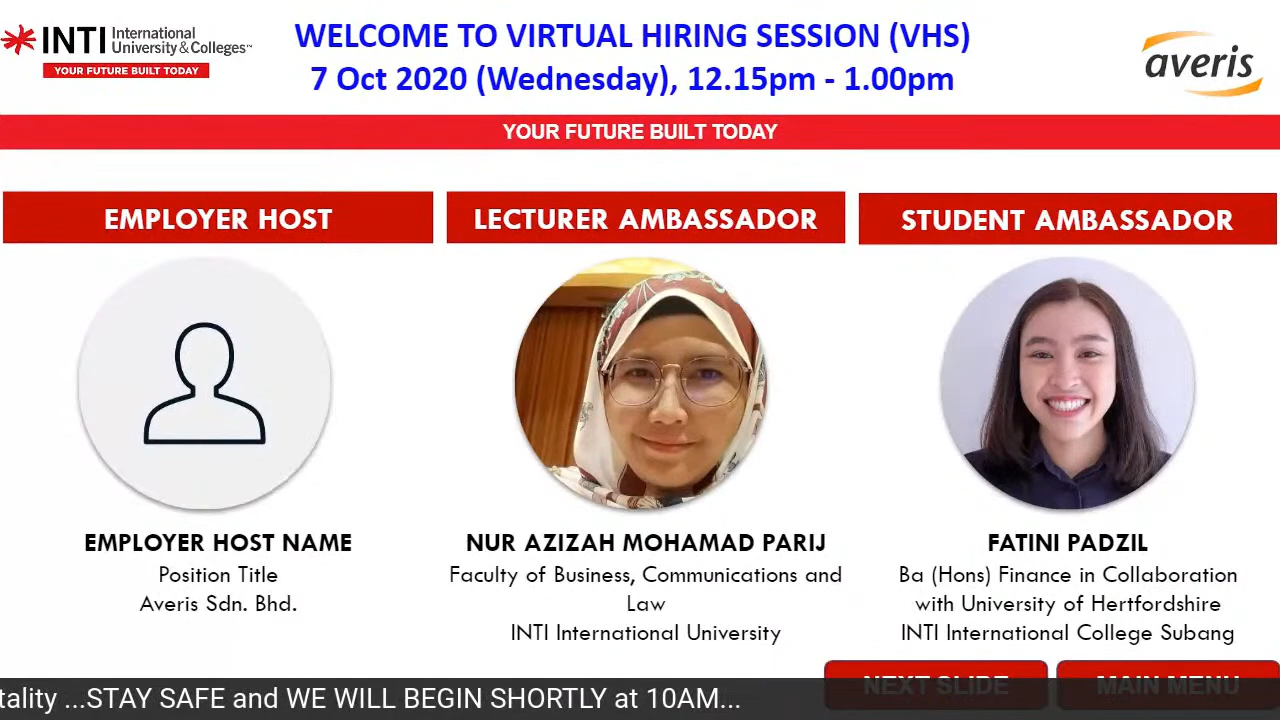 INTI International
University & Colleges™
YOUR FUTURE BUILT TODAY
WELCOME TO VIRTUAL HIRING SESSION (VHS)
7 Oct 2020 (Wednesday), 12.15pm - 1.00pm
averis
YOUR FUTURE BUILT TODAY
EMPLOYER HOST
LECTURER AMBASSADOR
STUDENT AMBASSADOR
EMPLOYER HOST NAME
Position Title
Averis Sdn. Bhd.
NUR AZIZAH MOHAMAD PARIJ
Faculty of Business, Communications and
Law
INTI International University
FATINI PADZIL
Ba (Hons) Finance in Collaboration
with University of Hertfordshire
INTI International College Subang
NEXT SLIDE
MAIN MENU
tality ...STAY SAFE and WE WILL BEGIN SHORTLY at 10AM...